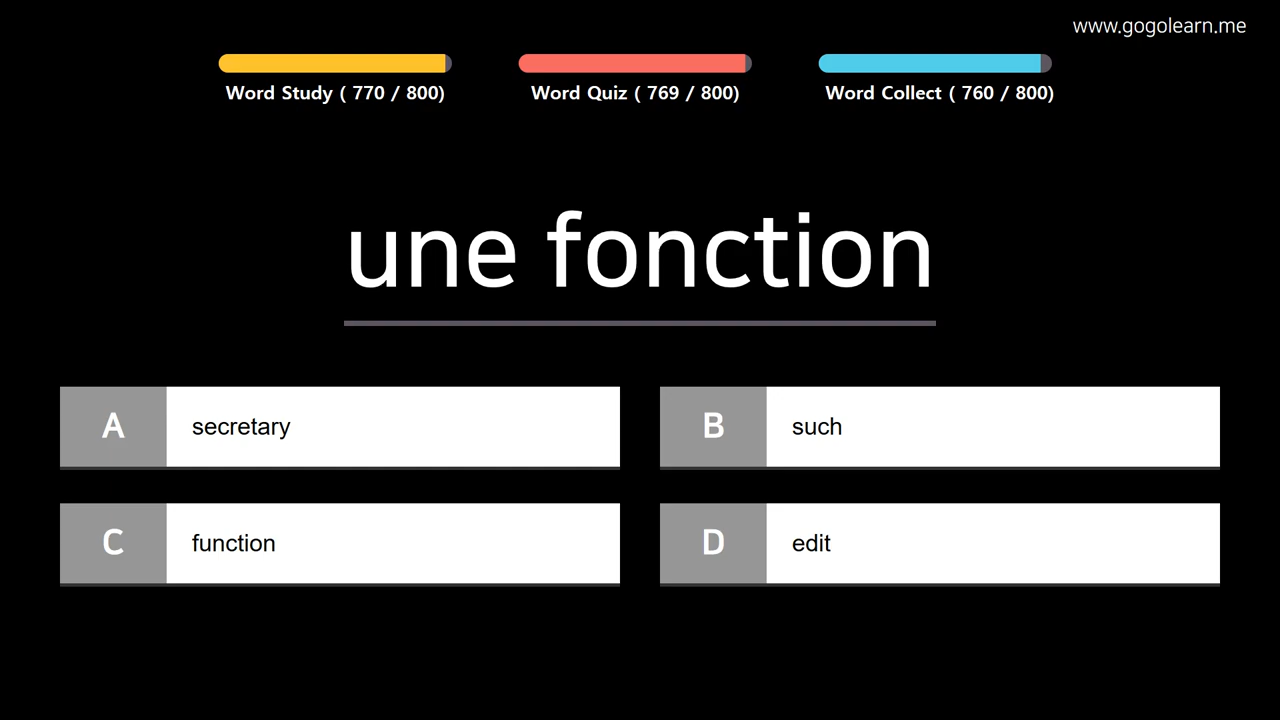 www.gogolearn.me
Word Study ( 770 / 800)
Word Quiz ( 769 / 800)
Word Collect ( 760 / 800)
une fonction
A secretary
B such
C function
D edit